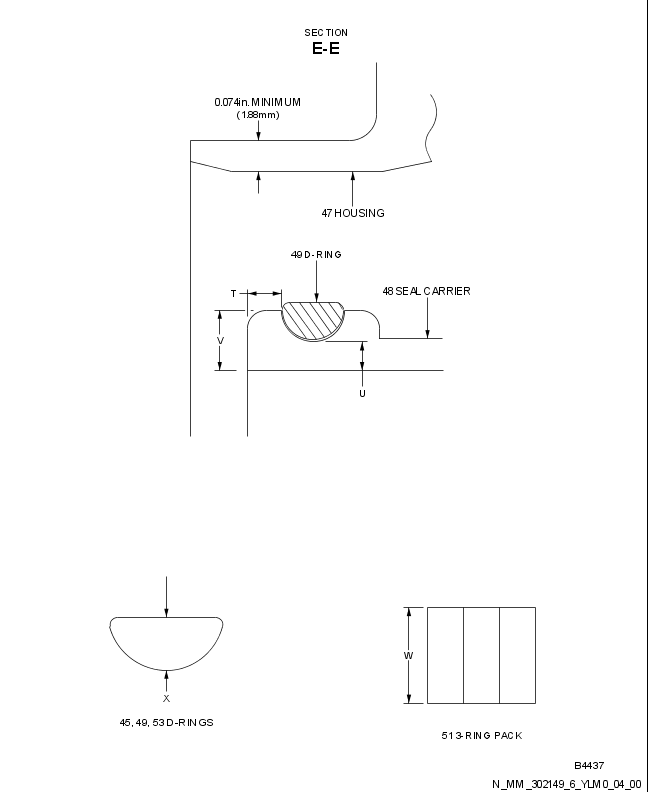 SECTION
E-E
0.074in. MINIMUM
(1.88mm)
47 HOUSING
49 D-RING
48 SEAL CARRIER
T
V
U
W
X
45, 49, 53 D-RINGS
51 3-RING PACK
B4437
N_MM_302149_6_YLM0_04_00